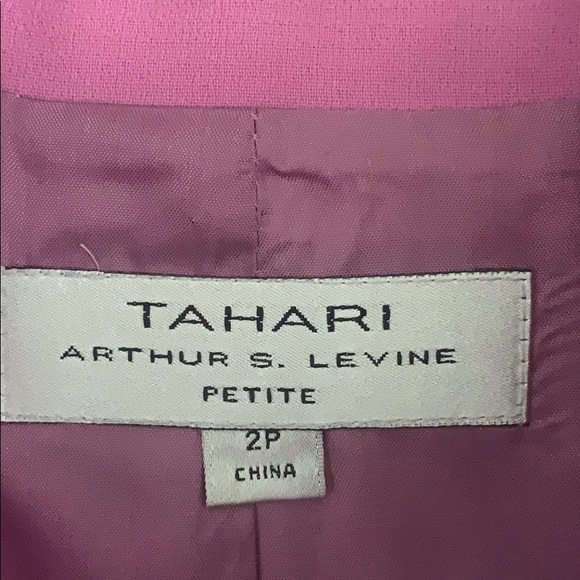 TAHARI
ARTHUR S. LEVINE
PETITE
2P
CHINA